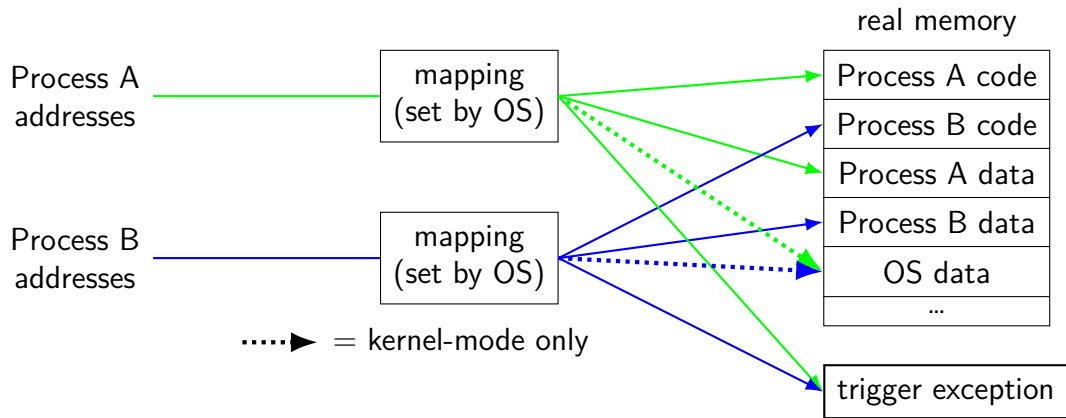 real memory
Process A
addresses
mapping
(set by OS)
Process A code
Process B code
Process A data
Process B data
OS data
...
Process B
addresses
mapping
(set by OS)
= kernel-mode only
trigger exception